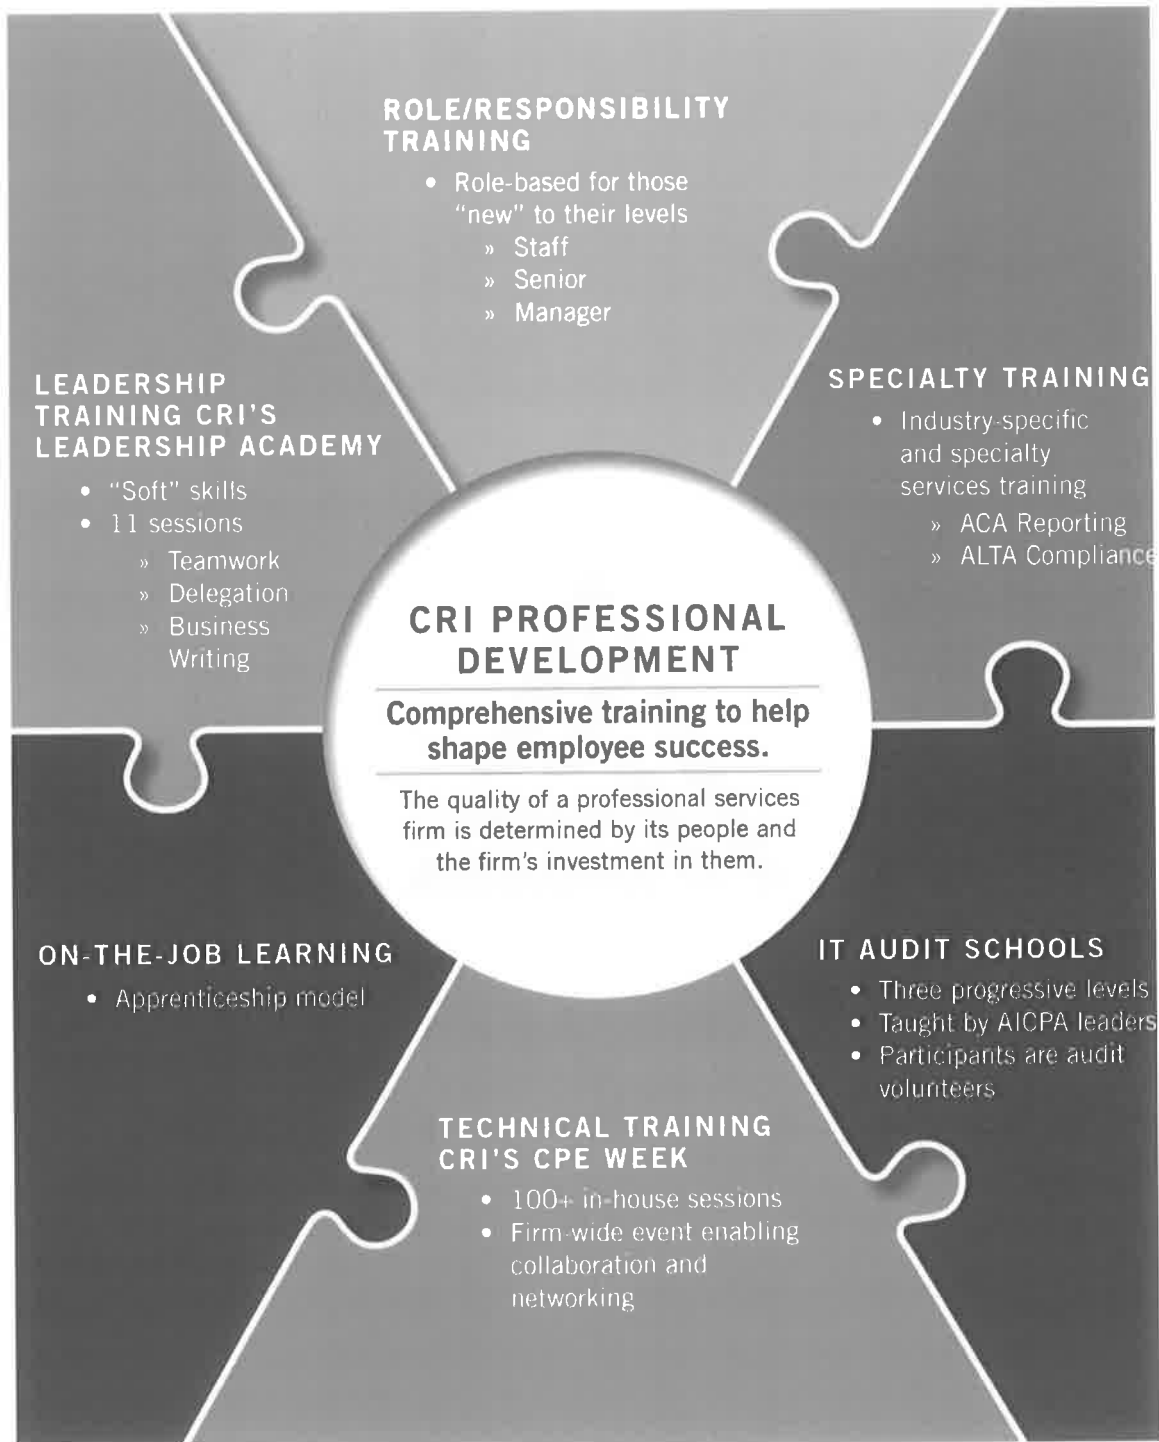 ROLE/RESPONSIBILITY
TRAINING
• Role-based for those
“new” to their levels
» Staff
» Senior
» Manager
LEADERSHIP
TRAINING CRI'S
LEADERSHIP ACADEMY
• “Soft” skills
• 11 sessions
» Teamwork
» Delegation
» Business
Writing
SPECIALTY TRAINING
• Industry-specific
and specialty
services training
» ACA Reporting
» ALTA Compliance
CRI PROFESSIONAL
DEVELOPMENT
Comprehensive training to help
shape employee success.
The quality of a professional services
firm is determined by its people and
the firm's investment in them.
ON-THE-JOB LEARNING
• Apprenticeship model
IT AUDIT SCHOOLS
• Three progressive levels
• Taught by AICPA leaders
• Participants are audit
volunteers
TECHNICAL TRAINING
CRI'S CPE WEEK
• 100+ in-house sessions
• Firm-wide event enabling
collaboration and
networking